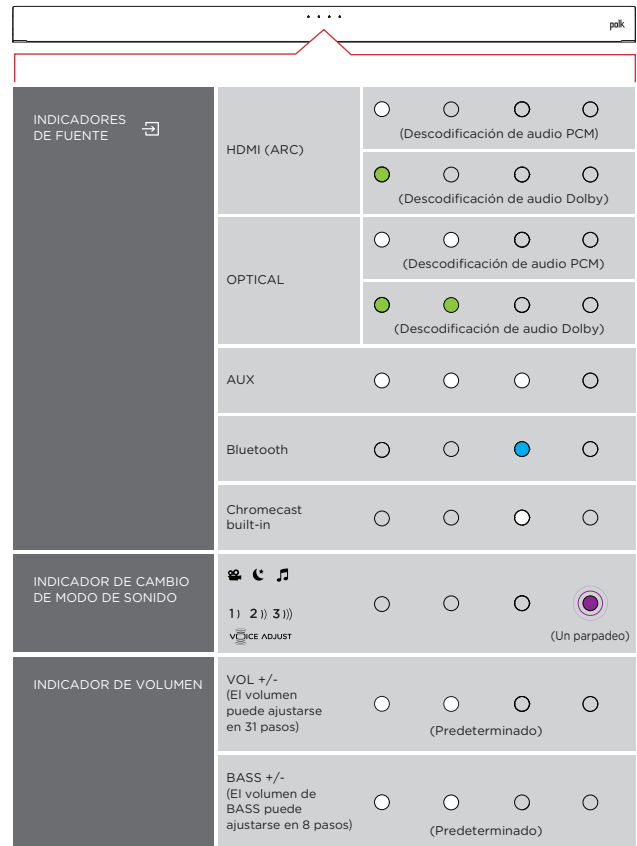 polk
INDICADORES
DE FUENTE
HDMI (ARC)
(Descodificación de audio PCM)
(Descodificación de audio Dolby)
OPTICAL
(Descodificación de audio PCM)
(Descodificación de audio Dolby)
AUX
Bluetooth
Chromecast
built-in
INDICADOR DE CAMBIO
DE MODO DE SONIDO
1) 2)) 3)))
VOICE ADJUST
(Un parpadeo)
INDICADOR DE VOLUMEN
VOL +/-
(El volumen
puede ajustarse
en 31 pasos)
(Predeterminado)
BASS +/-
(El volumen de
BASS puede
ajustarse en 8 pasos)
(Predeterminado)